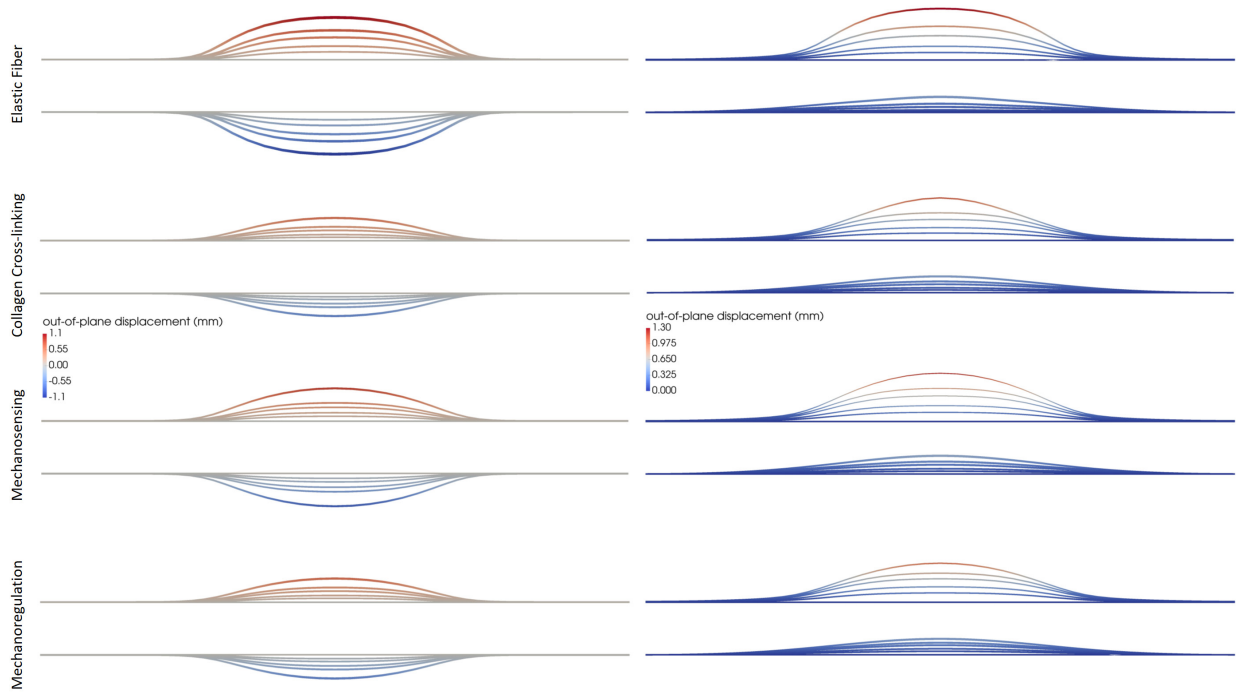 Elastic Fiber
Collagen Cross-linking
out-of-plane displacement (mm)
1.1
0.55
0.00
-0.55
-1.1
out-of-plane displacement (mm)
1.30
0.975
0.650
0.325
0.000
Mechanosensing
Mechanoregulation